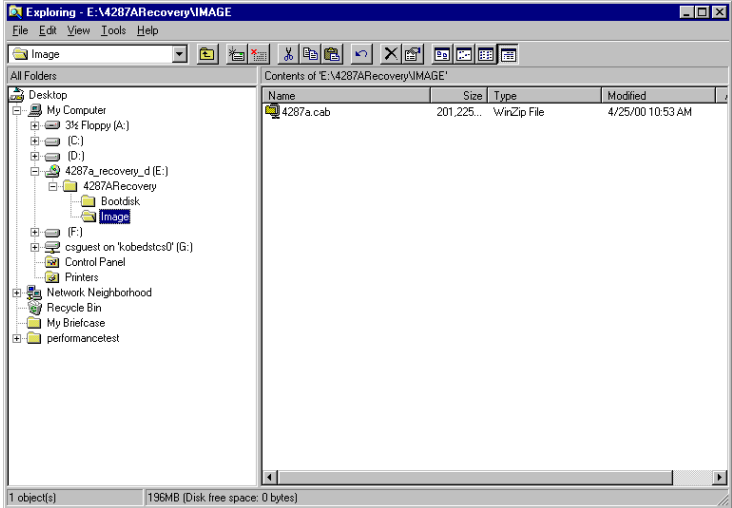 Exploring - E:\4287ARecovery\IMAGE
File Edit View Tools Help
Image
All Folders
Contents of 'E:\4287ARecovery\IMAGE'
Name Size Type Modified
4287a.cab 201,225... WinZip File 4/25/00 10:53 AM
Desktop
My Computer
3½ Floppy (A:)
(C:)
(D:)
4287a_recovery_d (E:)
4287ARecovery
Bootdisk
Image
(F:)
csguest on 'kobedstcs0' (G:)
Control Panel
Printers
Network Neighborhood
Recycle Bin
My Briefcase
performancetest
1 object(s)
196MB (Disk free space: 0 bytes)